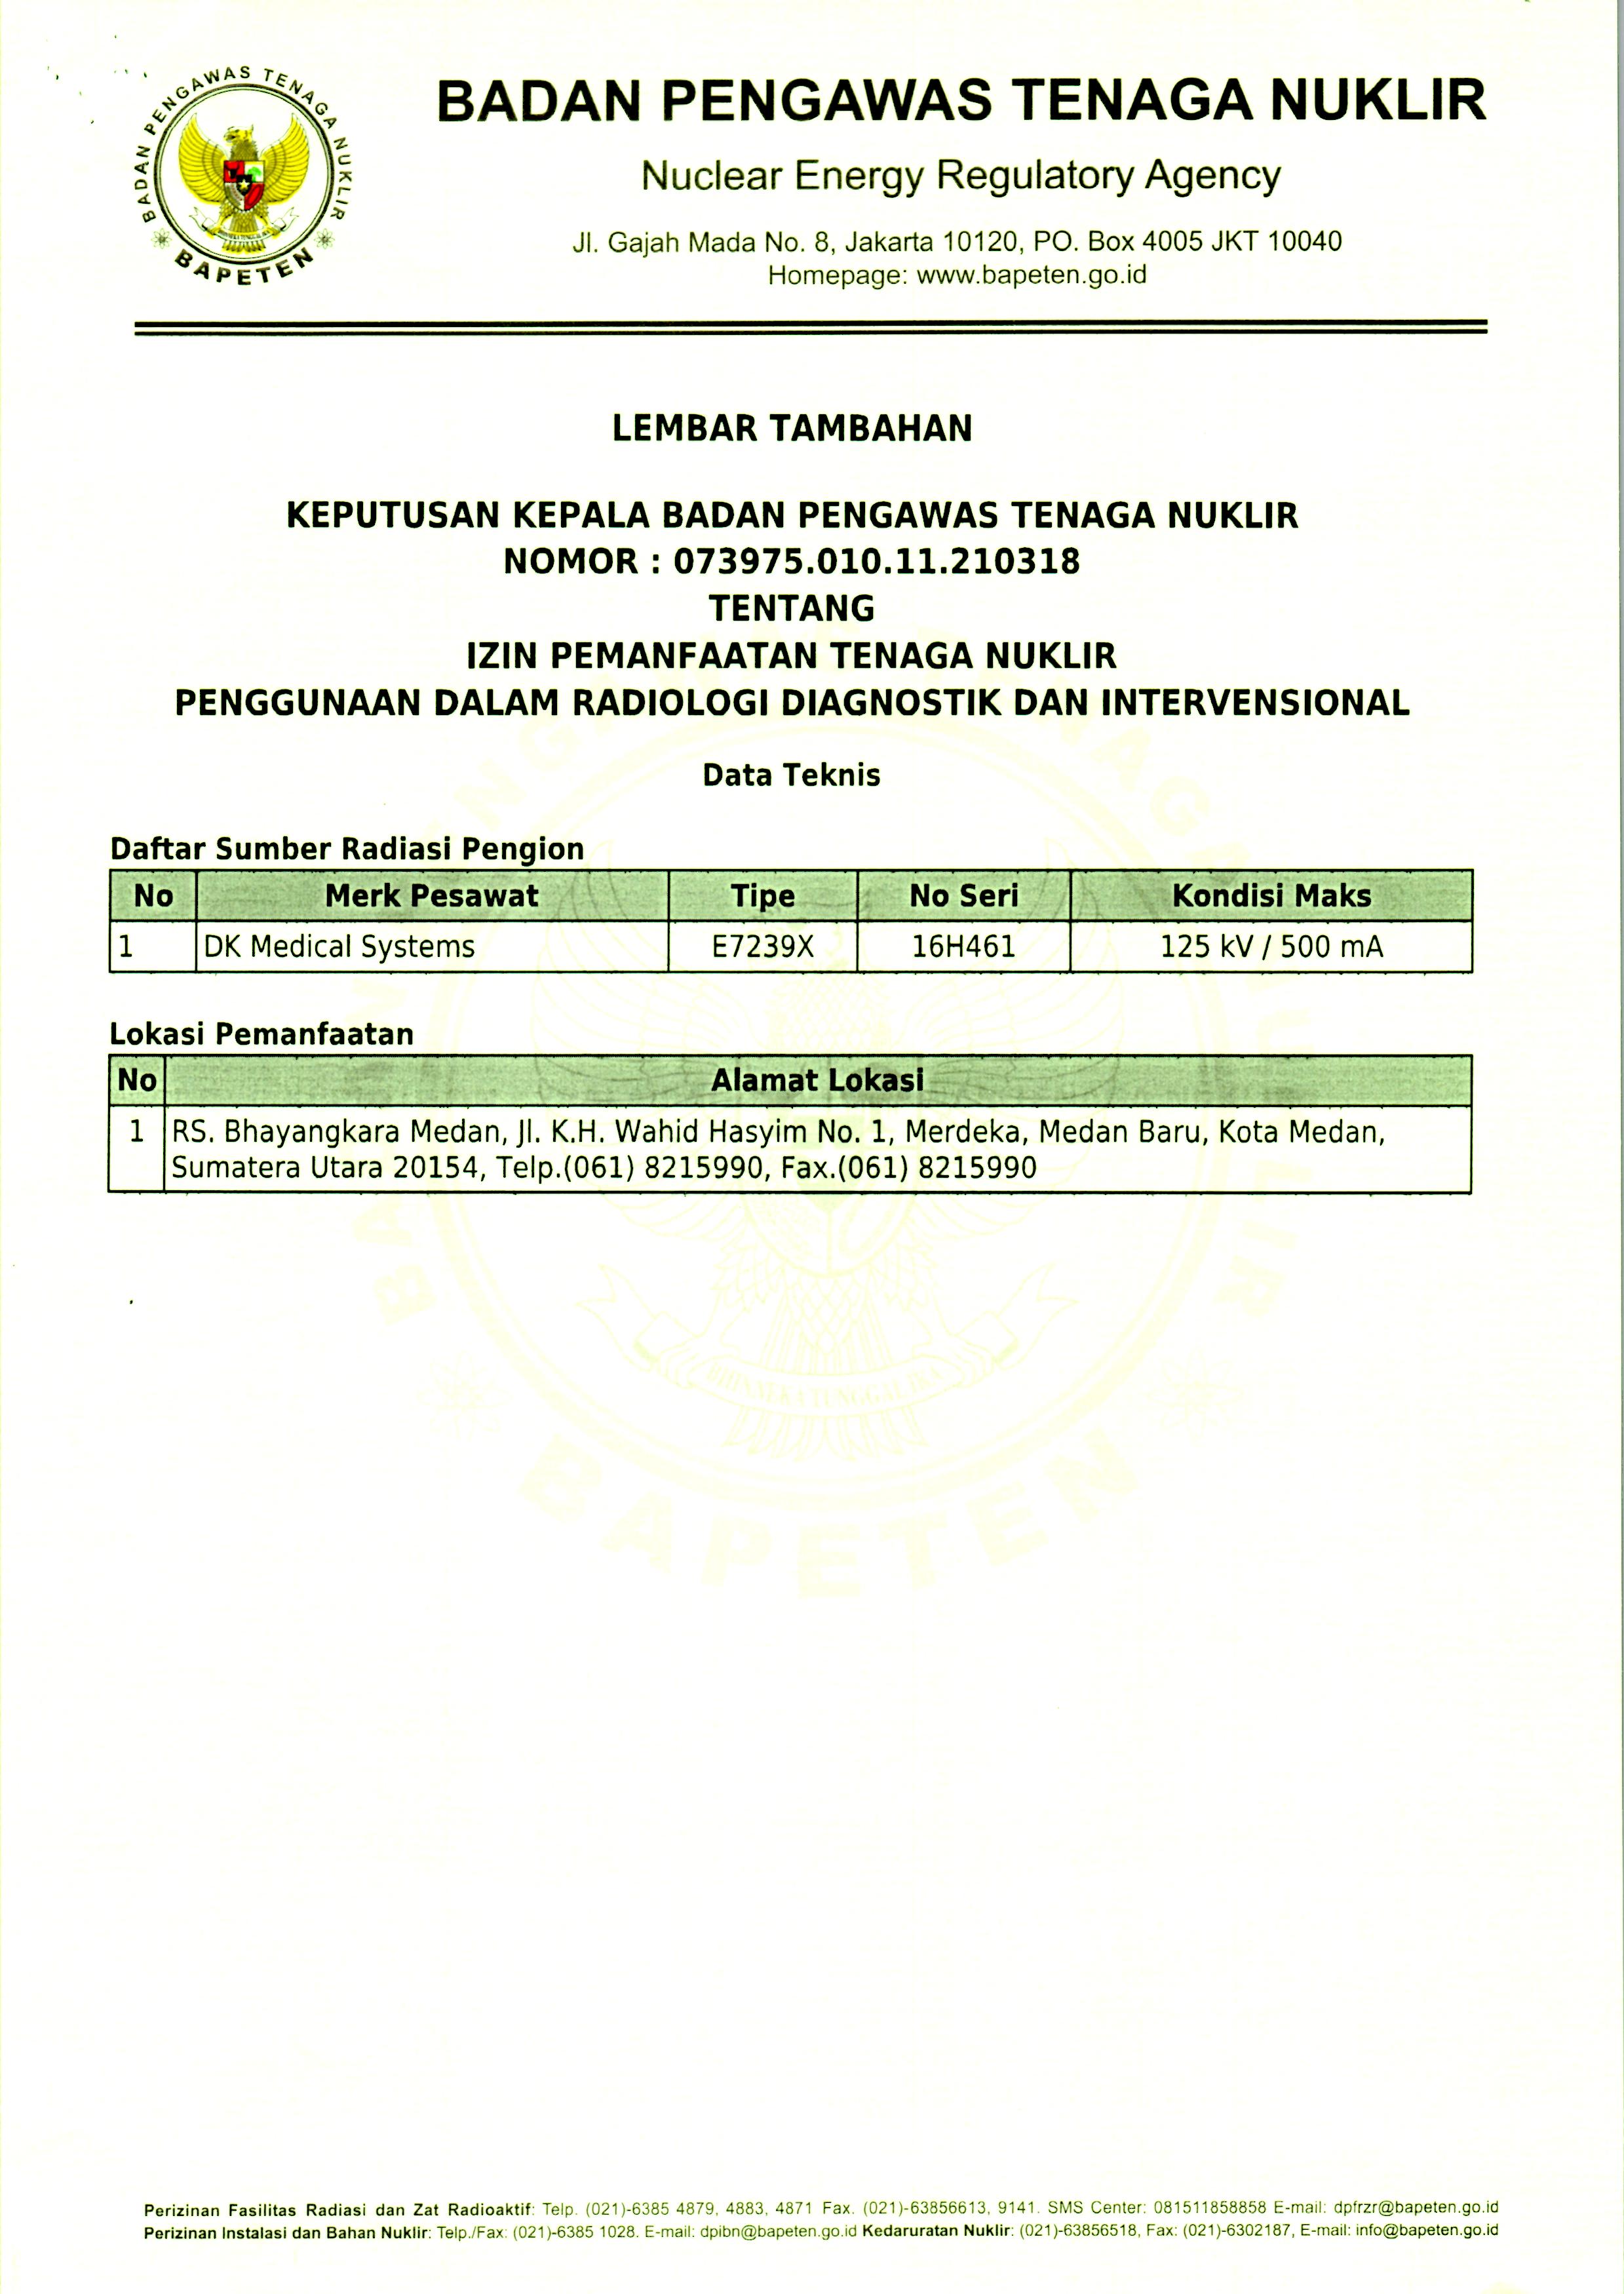 BADAN PENGAWAS TENAGA NUKLIR
BAPETEN
BADAN PENGAWAS TENAGA NUKLIR
Nuclear Energy Regulatory Agency
Jl. Gajah Mada No. 8, Jakarta 10120, PO. Box 4005 JKT 10040
Homepage: www.bapeten.go.id
LEMBAR TAMBAHAN
KEPUTUSAN KEPALA BADAN PENGAWAS TENAGA NUKLIR
NOMOR : 073975.010.11.210318
TENTANG
IZIN PEMANFAATAN TENAGA NUKLIR
PENGGUNAAN DALAM RADIOLOGI DIAGNOSTIK DAN INTERVENSIONAL
Data Teknis
Daftar Sumber Radiasi Pengion
No Merk Pesawat Tipe No Seri Kondisi Maks
1 DK Medical Systems E7239X 16H461 125 kV / 500 mA
Lokasi Pemanfaatan
No Alamat Lokasi
1 RS. Bhayangkara Medan, Jl. K.H. Wahid Hasyim No. 1, Merdeka, Medan Baru, Kota Medan,
Sumatera Utara 20154, Telp.(061) 8215990, Fax.(061) 8215990
BHINNEKA TUNGGAL IKA
BAPETEN
Perizinan Fasilitas Radiasi dan Zat Radioaktif: Telp. (021)-6385 4879, 4883, 4871 Fax. (021)-63856613, 9141. SMS Center: 081511858858 E-mail: dpfrzr@bapeten.go.id
Perizinan Instalasi dan Bahan Nuklir: Telp./Fax: (021)-6385 1028. E-mail: dpibn@bapeten.go.id Kedaruratan Nuklir: (021)-63856518, Fax: (021)-6302187, E-mail: info@bapeten.go.id